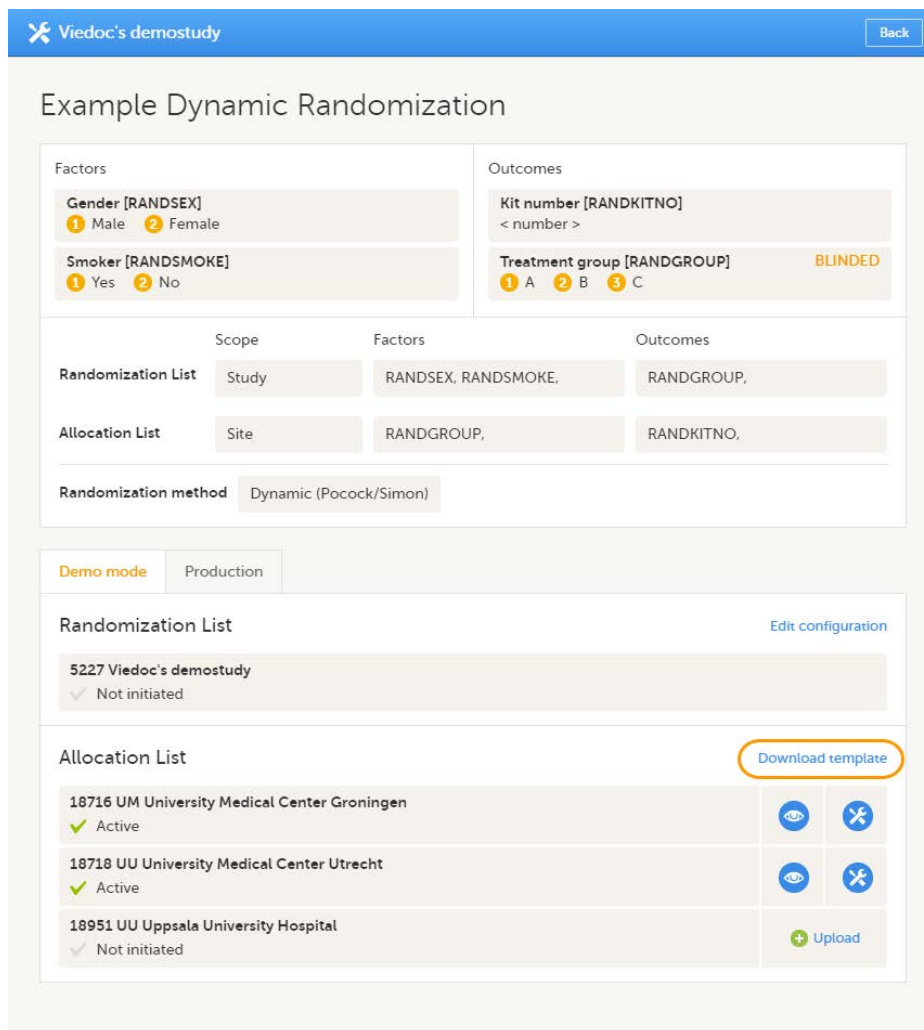 Viedoc's demostudy
Back
Example Dynamic Randomization
Factors
Gender [RANDSEX]
1 Male 2 Female
Smoker [RANDSMOKE]
1 Yes 2 No
Outcomes
Kit number [RANDKITNO]
< number >
Treatment group [RANDGROUP] BLINDED
1 A 2 B 3 C
Scope Factors Outcomes
Randomization List Study RANDSEX, RANDSMOKE, RANDGROUP,
Allocation List Site RANDGROUP, RANDKITNO,
Randomization method Dynamic (Pocock/Simon)
Demo mode Production
Randomization List Edit configuration
5227 Viedoc's demostudy
Not initiated
Allocation List Download template
18716 UM University Medical Center Groningen
Active
18718 UU University Medical Center Utrecht
Active
18951 UU Uppsala University Hospital
Not initiated
Upload